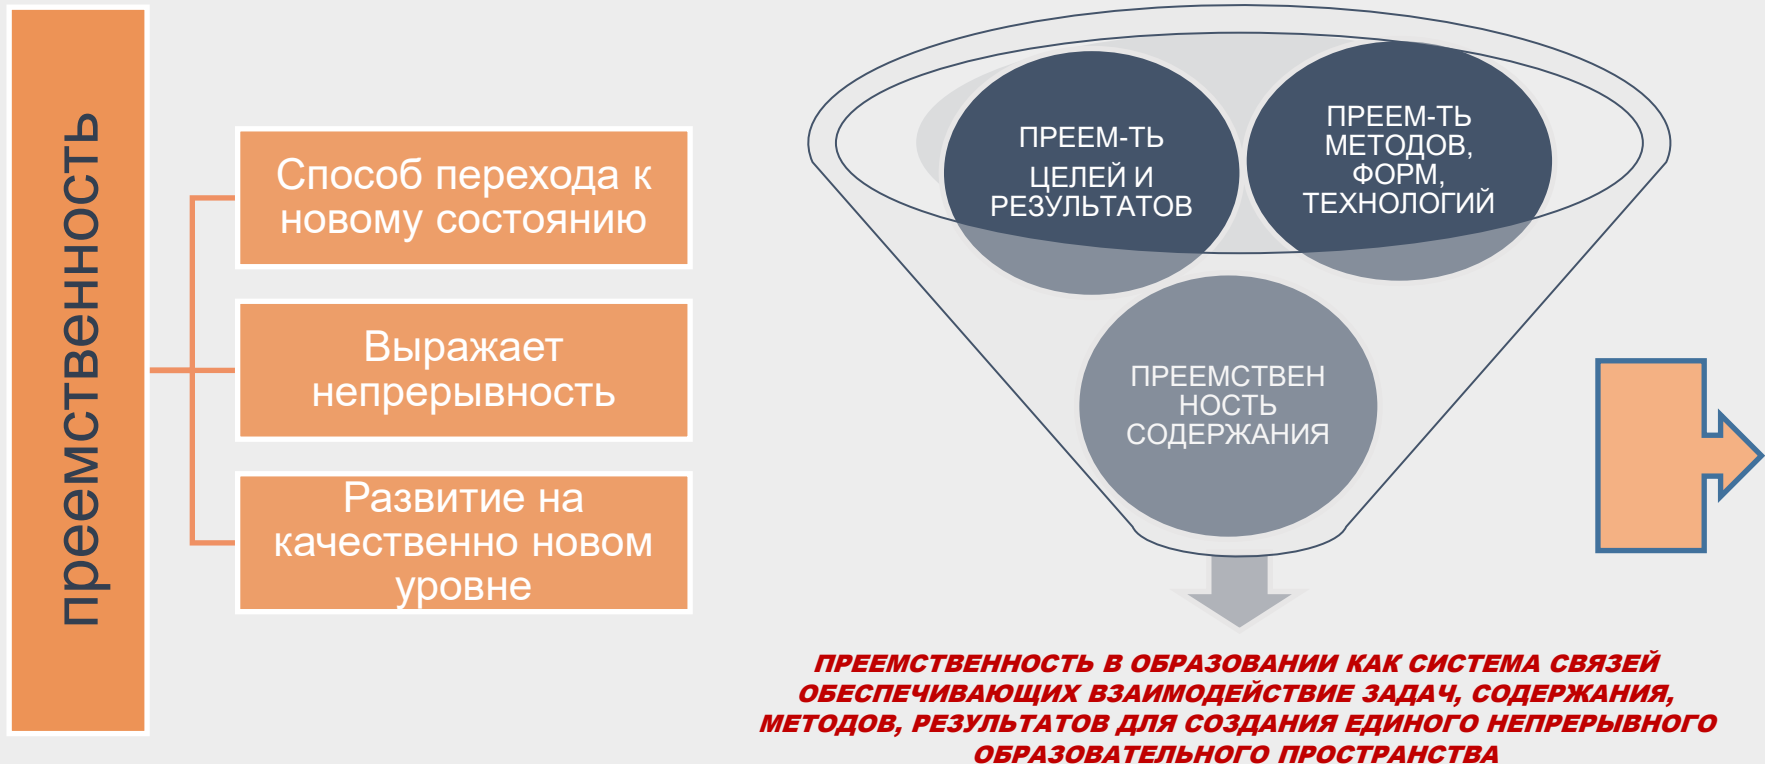 преемственность
Способ перехода к
новому состоянию
Выражает
непрерывность
Развитие на
качественно новом
уровне
ПРЕЕМ-ТЬ
ЦЕЛЕЙ И
РЕЗУЛЬТАТОВ
ПРЕЕМ-ТЬ
МЕТОДОВ,
ФОРМ,
ТЕХНОЛОГИЙ
ПРЕЕМСТВЕН
НОСТЬ
СОДЕРЖАНИЯ
ПРЕЕМСТВЕННОСТЬ В ОБРАЗОВАНИИ КАК СИСТЕМА СВЯЗЕЙ
ОБЕСПЕЧИВАЮЩИХ ВЗАИМОДЕЙСТВИЕ ЗАДАЧ, СОДЕРЖАНИЯ,
МЕТОДОВ, РЕЗУЛЬТАТОВ ДЛЯ СОЗДАНИЯ ЕДИНОГО НЕПРЕРЫВНОГО
ОБРАЗОВАТЕЛЬНОГО ПРОСТРАНСТВА